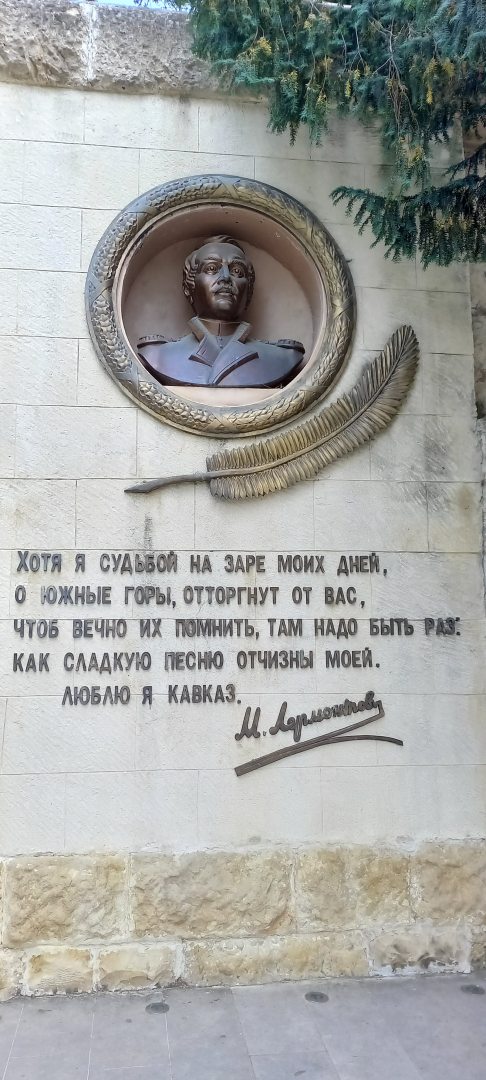 ХОТЯ Я СУДЬБОЙ НА ЗАРЕ МОИХ ДНЕЙ,
О ЮЖНЫЕ ГОРЫ, ОТТОРГНУТ ОТ ВАС,
ЧТОБ ВЕЧНО ИХ ПОМНИТЬ, ТАМ НАДО БЫТЬ РАЗ:
КАК СЛАДКУЮ ПЕСНЮ ОТЧИЗНЫ МОЕЙ.
ЛЮБЛЮ Я КАВКАЗ.
М. Лермонтов